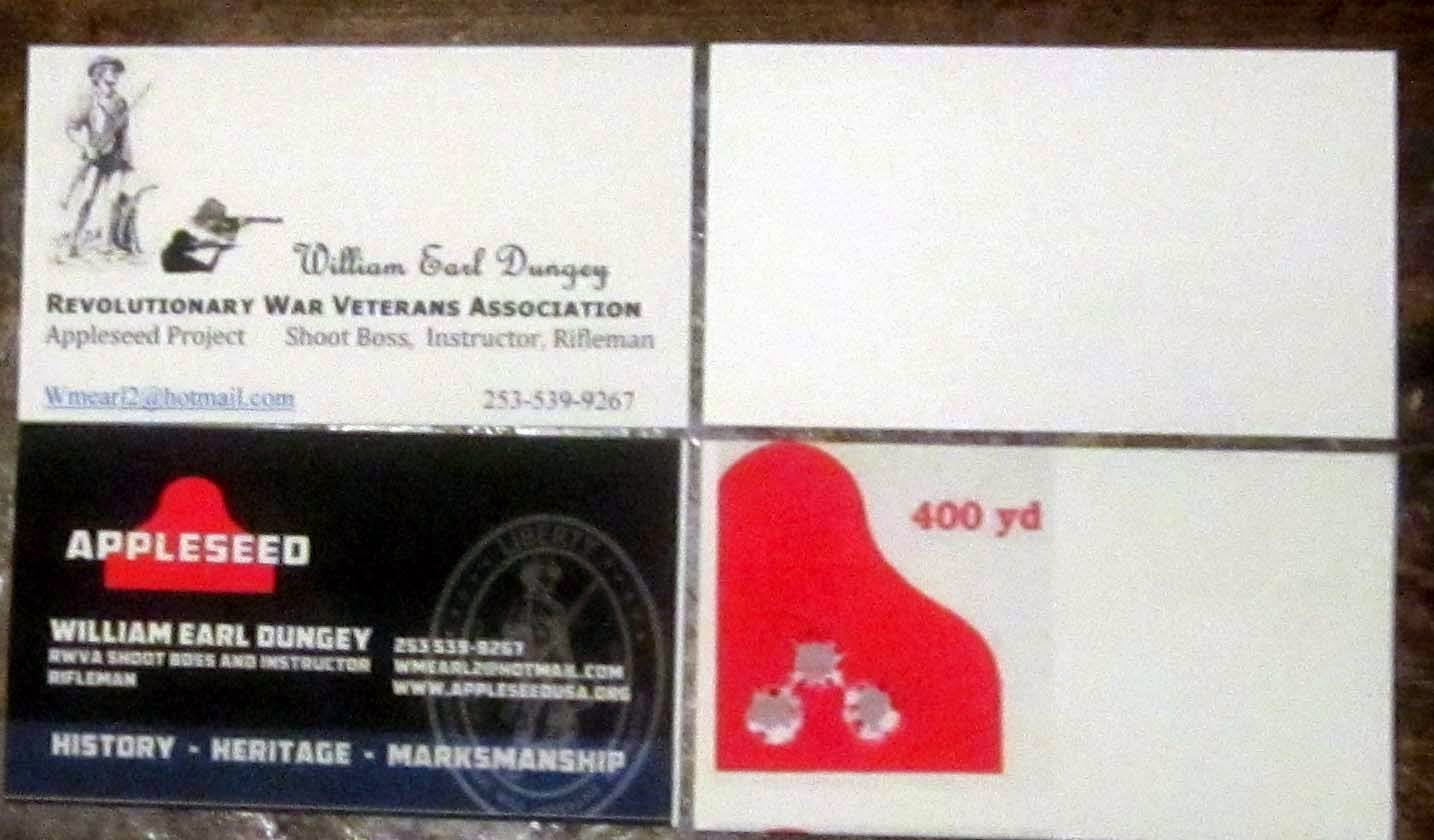 William Earl Dungey
REVOLUTIONARY WAR VETERANS ASSOCIATION
Appleseed Project Shoot Boss, Instructor, Rifleman
Wmearl2@hotmail.com 253-539-9267
APPLESEED
LIBERTY
WILLIAM EARL DUNGEY
RWVA SHOOT BOSS AND INSTRUCTOR
RIFLEMAN
253 539-9267
WMEARL2@HOTMAIL.COM
WWW.APPLESEEDUSA.ORG
HISTORY - HERITAGE - MARKSMANSHIP
400 yd